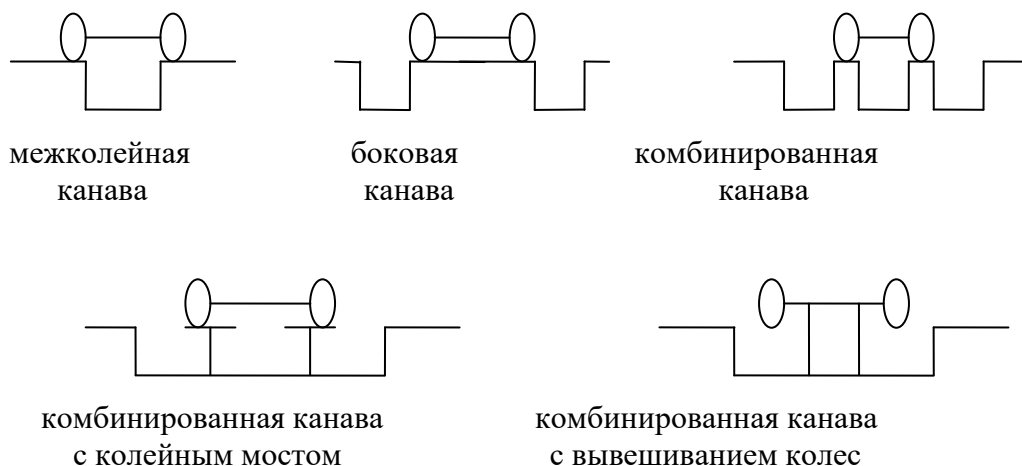 межколейная
канава
боковая
канава
комбинированная
канава
комбинированная канава
с колейным мостом
комбинированная канава
с вывешиванием колес